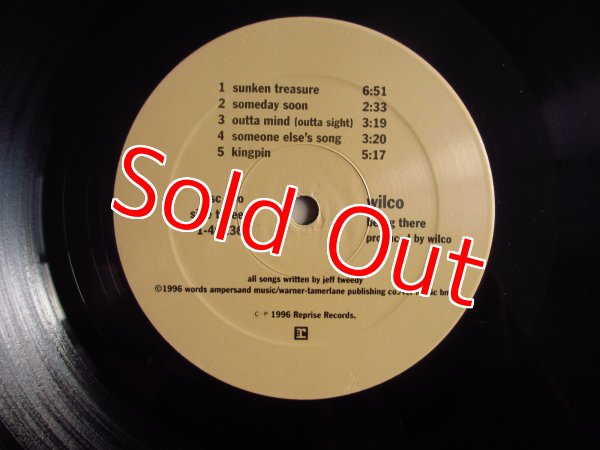 1 sunken treasure 6:51
2 someday soon 2:33
3 outta mind (outta sight) 3:19
4 someone else's song 3:20
5 kingpin 5:17
wilco
being there
produced by wilco
Sold Out
all songs written by jeff tweedy
©1996 words ampersand music/warner-tamerlane publishing
Ⓒ-Ⓟ 1996 Reprise Records.